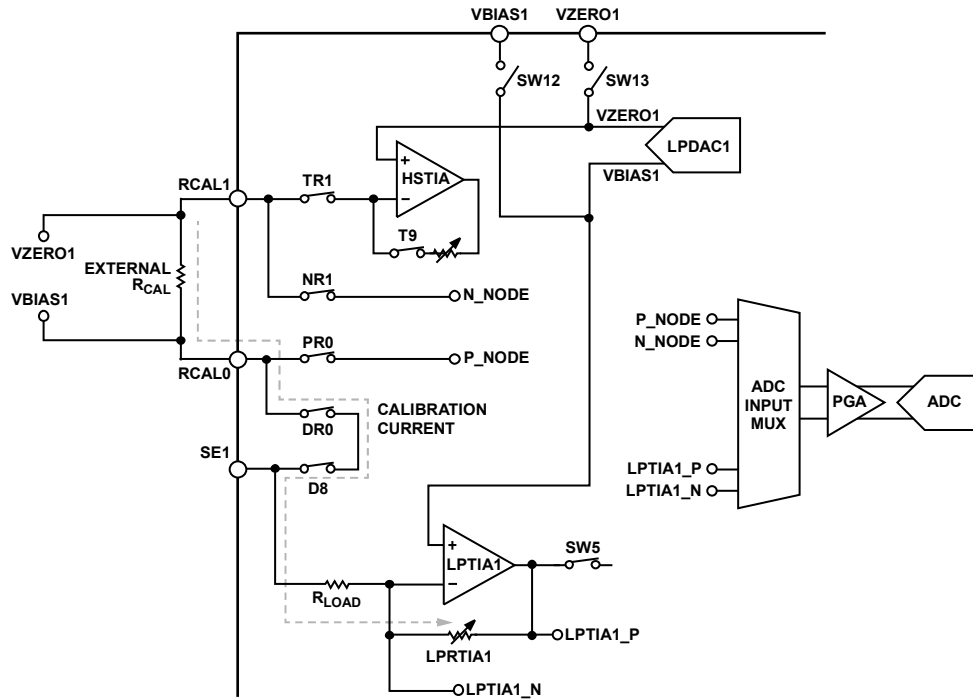 VBIAS1
VZERO1
SW12
SW13
VZERO1
LPDAC1
VBIAS1
+
HSTIA
−
RCAL1
TR1
T9
VZERO1
EXTERNAL
RCAL
NR1
N_NODE
VBIAS1
PR0
P_NODE
RCAL0
P_NODE
N_NODE
ADC
INPUT
MUX
PGA
ADC
LPTIA1_P
LPTIA1_N
CALIBRATION
CURRENT
DR0
SE1
D8
+
LPTIA1
−
SW5
RLOAD
LPRTIA1
LPTIA1_P
LPTIA1_N